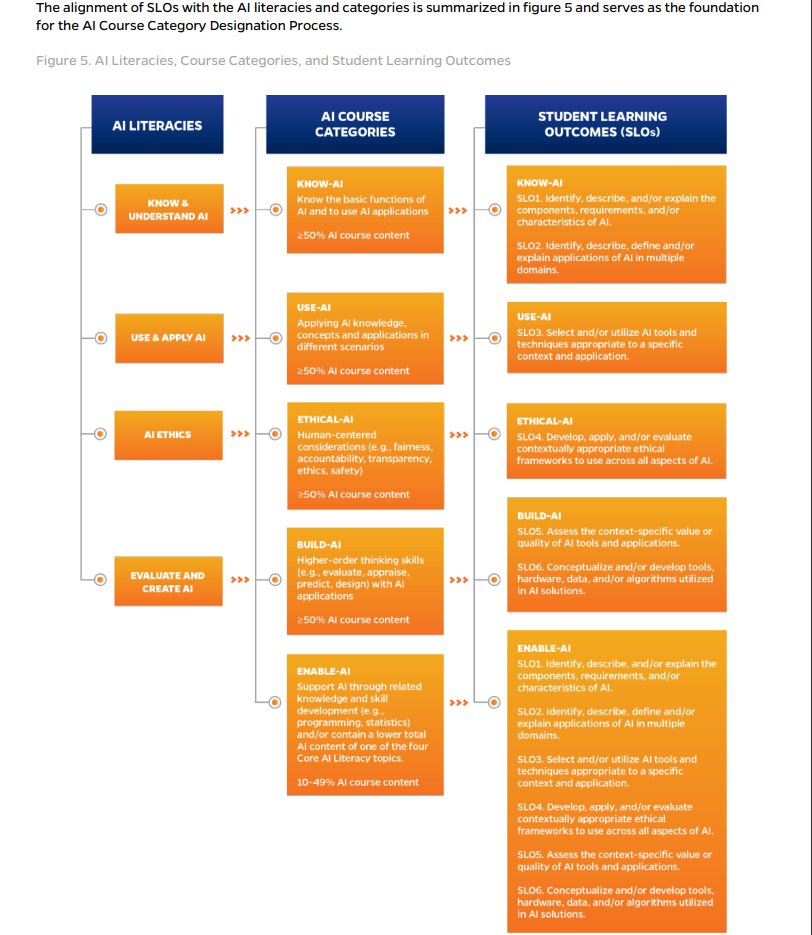 The alignment of SLOs with the AI literacies and categories is summarized in figure 5 and serves as the foundation
for the AI Course Category Designation Process.
Figure 5. AI Literacies, Course Categories, and Student Learning Outcomes
AI LITERACIES
KNOW &
UNDERSTAND AI
USE & APPLY AI
AI ETHICS
EVALUATE AND
CREATE AI
AI COURSE
CATEGORIES
KNOW-AI
Know the basic functions of
AI and to use AI applications
≥50% AI course content
USE-AI
Applying AI knowledge,
concepts and applications in
different scenarios
≥50% AI course content
ETHICAL-AI
Human-centered
considerations (e.g., fairness,
accountability, transparency,
ethics, safety)
≥50% AI course content
BUILD-AI
Higher-order thinking skills
(e.g., evaluate, appraise,
predict, design) with AI
applications
≥50% AI course content
ENABLE-AI
Support AI through related
knowledge and skill
development (e.g.,
programming, statistics)
and/or contain a lower total
AI content of one of the four
Core AI Literacy topics.
10-49% AI course content
STUDENT LEARNING
OUTCOMES (SLOs)
KNOW-AI
SLO1. Identify, describe, and/or explain the
components, requirements, and/or
characteristics of AI.
SLO2. Identify, describe, define and/or
explain applications of AI in multiple
domains.
USE-AI
SLO3. Select and/or utilize AI tools and
techniques appropriate to a specific
context and application.
ETHICAL-AI
SLO4. Develop, apply, and/or evaluate
contextually appropriate ethical
frameworks to use across all aspects of AI.
BUILD-AI
SLO5. Assess the context-specific value or
quality of AI tools and applications.
SLO6. Conceptualize and/or develop tools,
hardware, data, and/or algorithms utilized
in AI solutions.
ENABLE-AI
SLO1. Identify, describe, and/or explain the
components, requirements, and/or
characteristics of AI.
SLO2. Identify, describe, define and/or
explain applications of AI in multiple
domains.
SLO3. Select and/or utilize AI tools and
techniques appropriate to a specific
context and application.
SLO4. Develop, apply, and/or evaluate
contextually appropriate ethical
frameworks to use across all aspects of AI.
SLO5. Assess the context-specific value or
quality of AI tools and applications.
SLO6. Conceptualize and/or develop tools,
hardware, data, and/or algorithms utilized
in AI solutions.